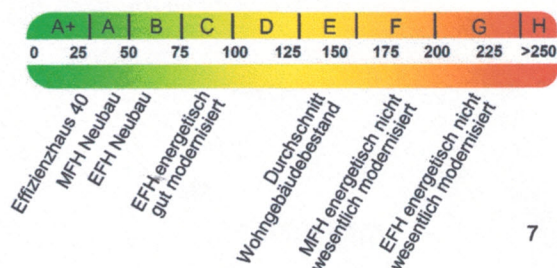 A+ A B C D E F G H
0 25 50 75 100 125 150 175 200 225 >250
Effizienzhaus 40
MFH Neubau
EFH Neubau
EFH energetisch
gut modernisiert
Durchschnitt
Wohngebäudebestand
MFH energetisch nicht
wesentlich modernisiert
EFH energetisch nicht
wesentlich modernisiert
7